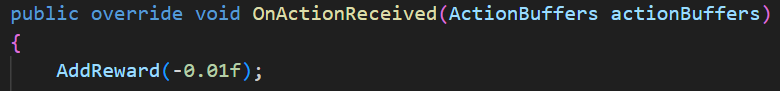 public override void OnActionReceived(ActionBuffers actionBuffers)
{
AddReward(-0.01f);